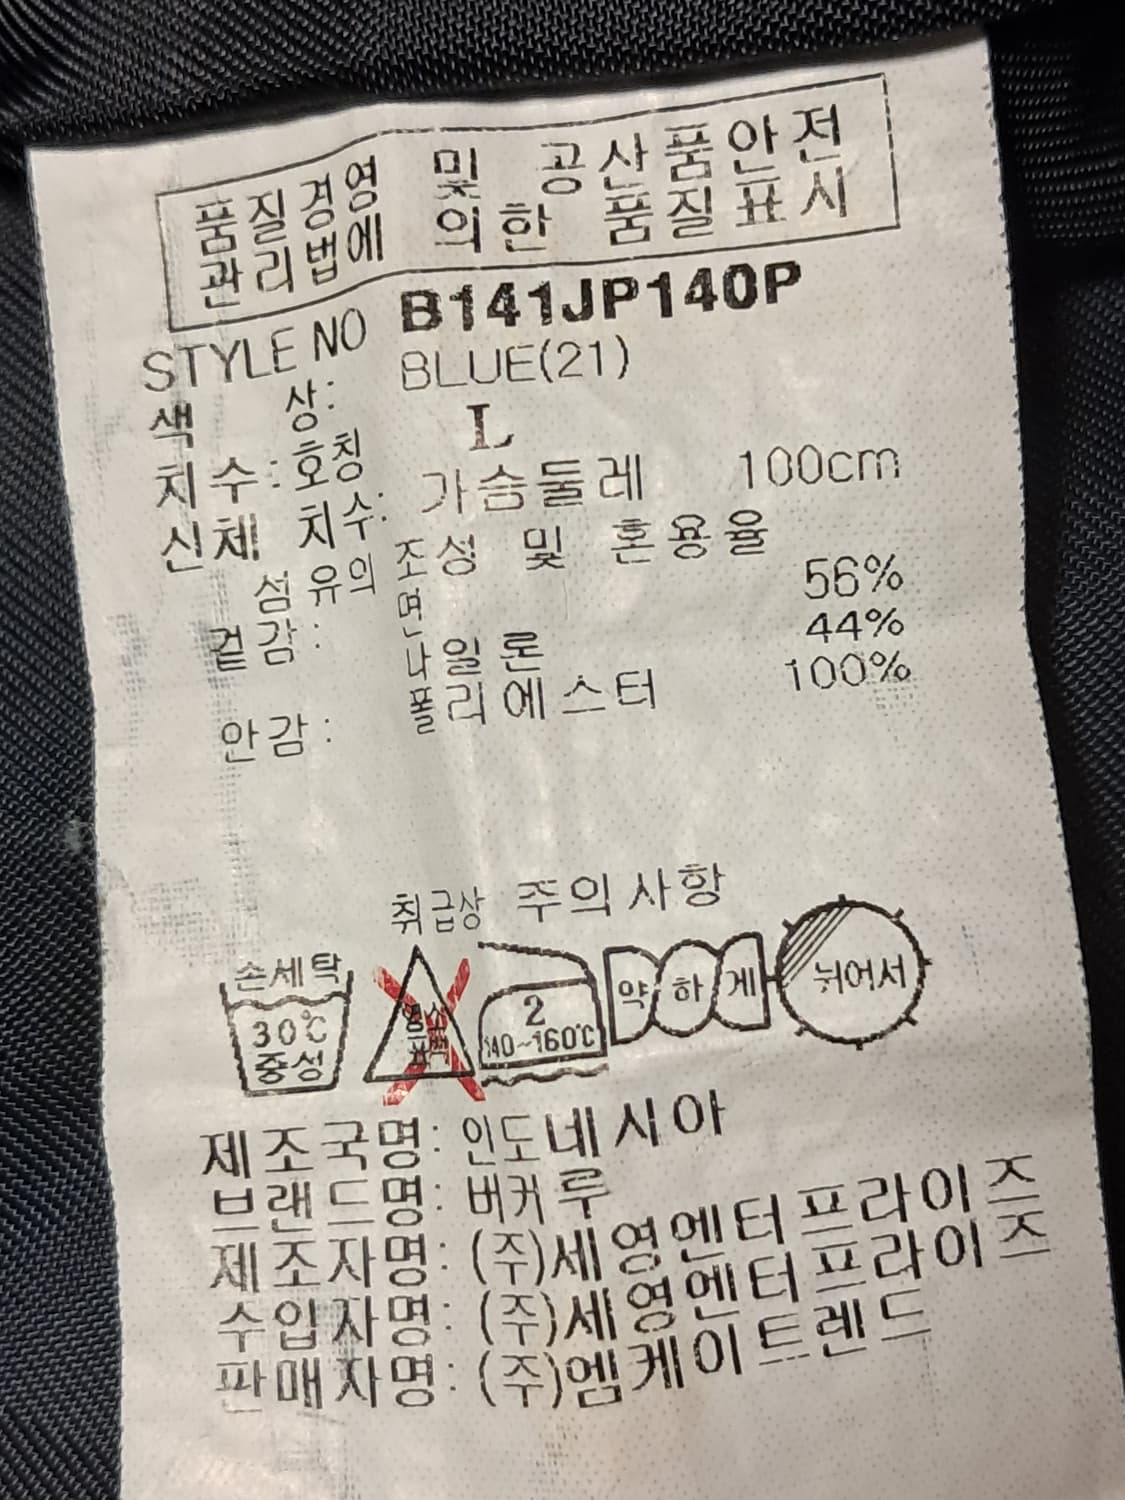 품질경영 및 공산품안전
관리법에 의한 품질표시
STYLE NO B141JP140P
색 상: BLUE(21)
치수:호칭 L
신체 치수: 가슴둘레 100cm
섬유의 조성 및 혼용율
겉감: 면 56%
나일론 44%
안감: 폴리에스터 100%
취급상 주의사항
손세탁
30℃
중성
염소
표백
2
140~160℃
약하게
뉘어서
제조국명: 인도네시아
브랜드명: 버커루
제조자명: (주)세영엔터프라이즈
수입자명: (주)세영엔터프라이즈
판매자명: (주)엠케이트렌드